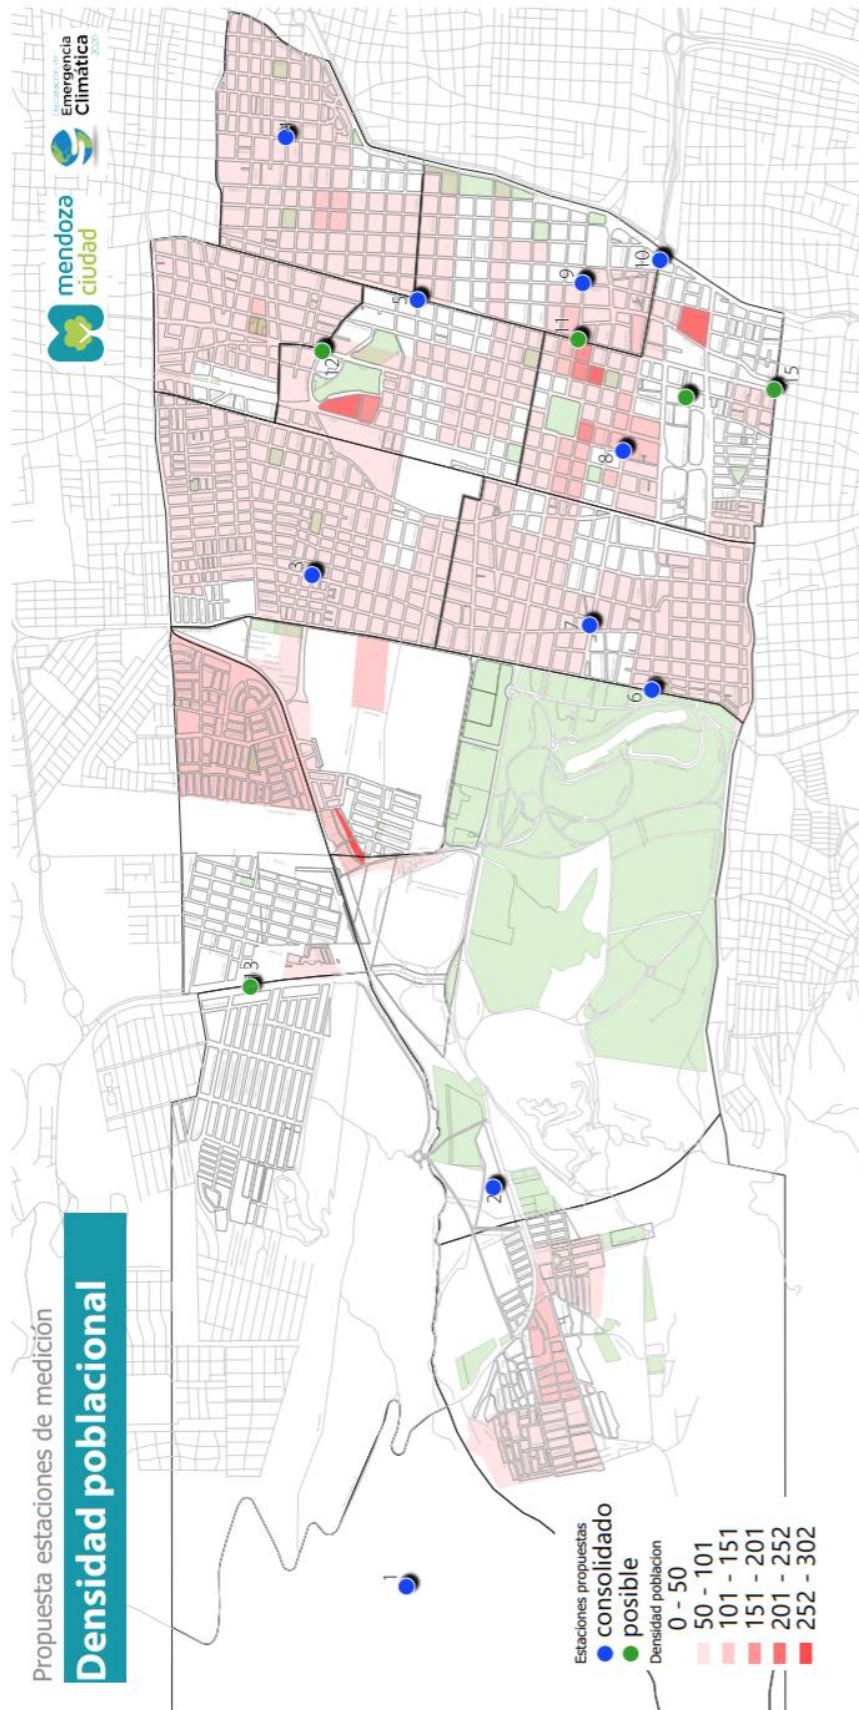 Propuesta estaciones de medición
Densidad poblacional
mendoza
ciudad
Emergencia
Climática
2020
1
2
3
4
5
6
7
8
9
10
11
12
13
15
Estaciones propuestas
consolidado
posible
Densidad poblacion
0 - 50
50 - 101
101 - 151
151 - 201
201 - 252
252 - 302